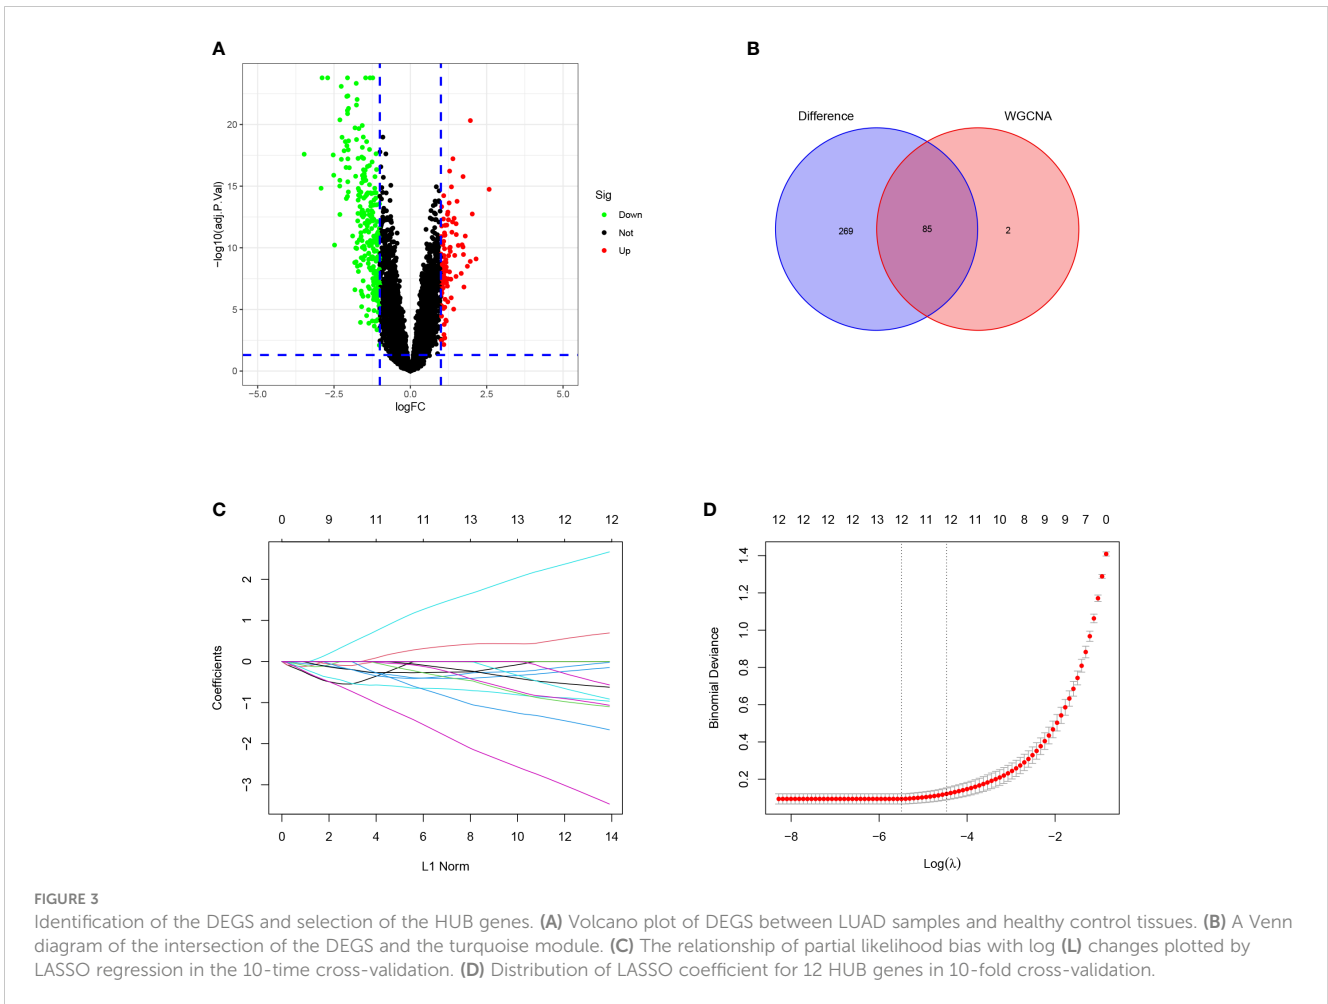 A
−log10(adj.P.Val)
20
15
10
5
0
−5.0 −2.5 0.0 2.5 5.0
logFC
Sig
Down
Not
Up
B
Difference WGCNA
269 85 2
C
0 9 11 11 13 13 12 12
Coefficients
2
1
0
-1
-2
-3
0 2 4 6 8 10 12 14
L1 Norm
D
12 12 12 12 13 12 11 12 11 10 8 9 9 7 0
Binomial Deviance
1.4
1.2
1.0
0.8
0.6
0.4
0.2
−8 −6 −4 −2
Log(λ)
FIGURE 3
Identification of the DEGS and selection of the HUB genes. (A) Volcano plot of DEGS between LUAD samples and healthy control tissues. (B) A Venn
diagram of the intersection of the DEGS and the turquoise module. (C) The relationship of partial likelihood bias with log (L) changes plotted by
LASSO regression in the 10-time cross-validation. (D) Distribution of LASSO coefficient for 12 HUB genes in 10-fold cross-validation.